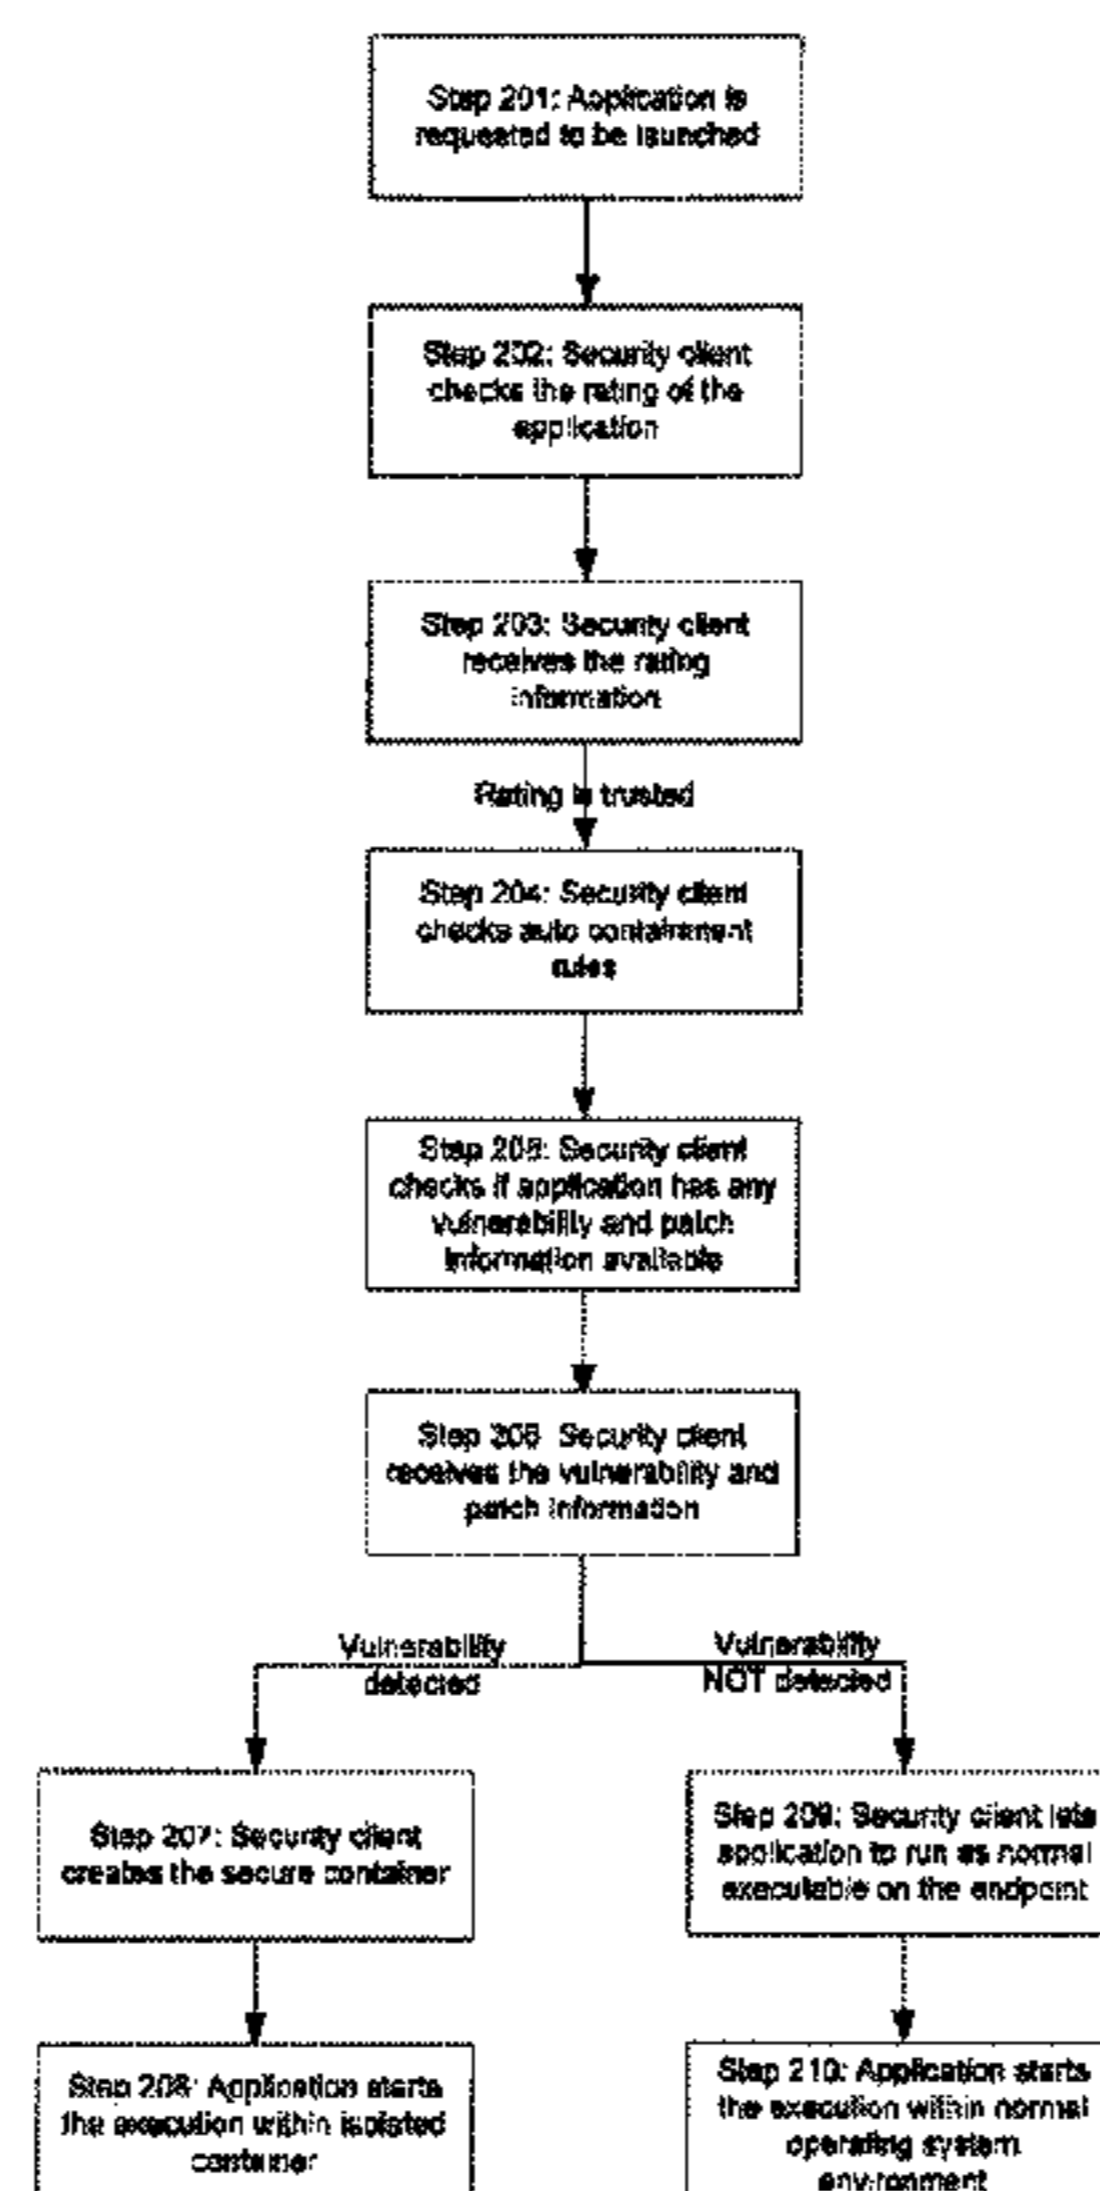 Step 201: Application is
requested to be launched
Step 202: Security client
checks the rating of the
application
Step 203: Security client
receives the rating
information
Rating is trusted
Step 204: Security client
checks auto containment
rules
Step 205: Security client
checks if application has any
vulnerability and patch
information available
Step 206: Security client
receives the vulnerability and
patch information
Vulnerability
detected
Vulnerability
NOT detected
Step 207: Security client
creates the secure container
Step 209: Security client lets
application to run as normal
executable on the endpoint
Step 208: Application starts
the execution within isolated
container
Step 210: Application starts
the execution within normal
operating system
environment